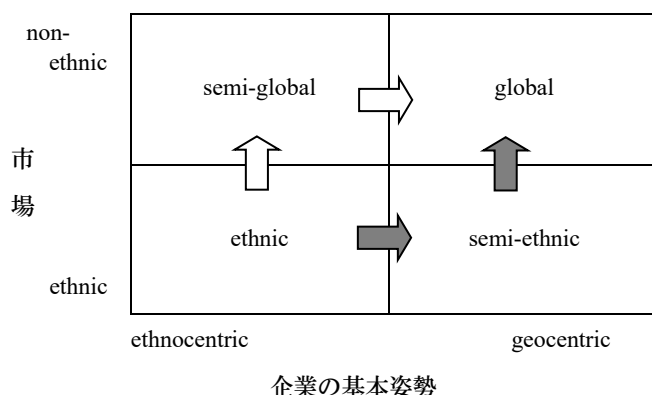 non-
ethnic
semi-global
global
市
場
ethnic
semi-ethnic
ethnic
ethnocentric
geocentric
企業の基本姿勢